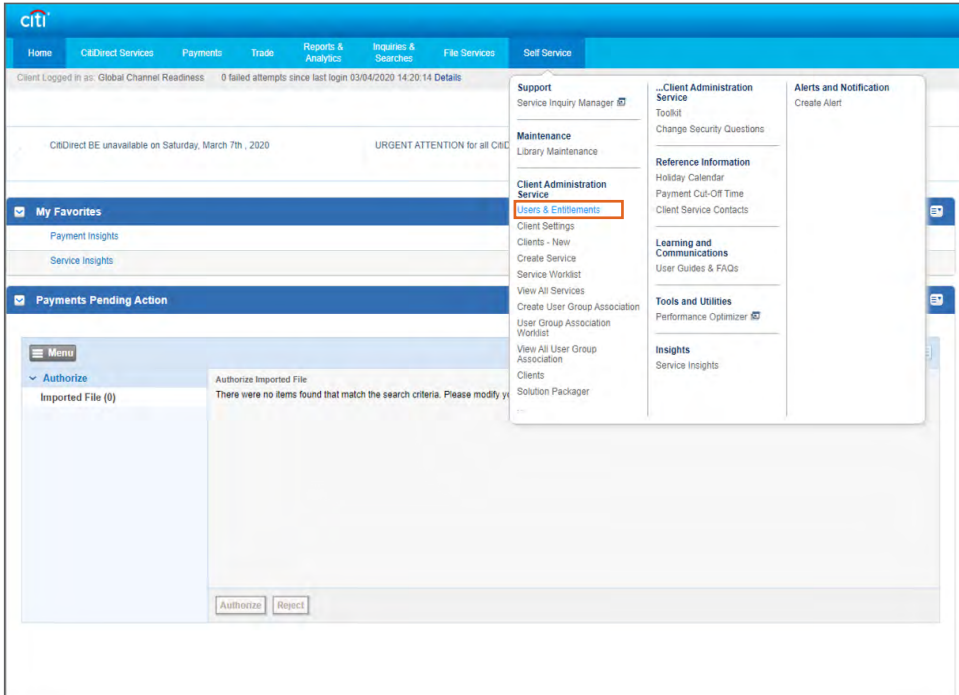 citi
Home CitiDirect Services Payments Trade Reports & Analytics Inquiries & Searches File Services Self Service
Client Logged in as: Global Channel Readiness 0 failed attempts since last login 03/04/2020 14:20:14 Details
CitiDirect BE unavailable on Saturday, March 7th , 2020
URGENT ATTENTION for all
My Favorites
Payment Insights
Service Insights
Payments Pending Action
Menu
Authorize
Imported File (0)
Authorize Imported File
There were no items found that match the search criteria. Please modify
Authorize Reject
Support
Service Inquiry Manager
Maintenance
Library Maintenance
Client Administration
Service
Users & Entitlements
Client Settings
Clients - New
Create Service
Service Worklist
View All Services
Create User Group Association
User Group Association
Worklist
View All User Group
Association
Clients
Solution Packager
...
...Client Administration
Service
Toolkit
Change Security Questions
Reference Information
Holiday Calendar
Payment Cut-Off Time
Client Service Contacts
Learning and
Communications
User Guides & FAQs
Tools and Utilities
Performance Optimizer
Insights
Service Insights
Alerts and Notification
Create Alert